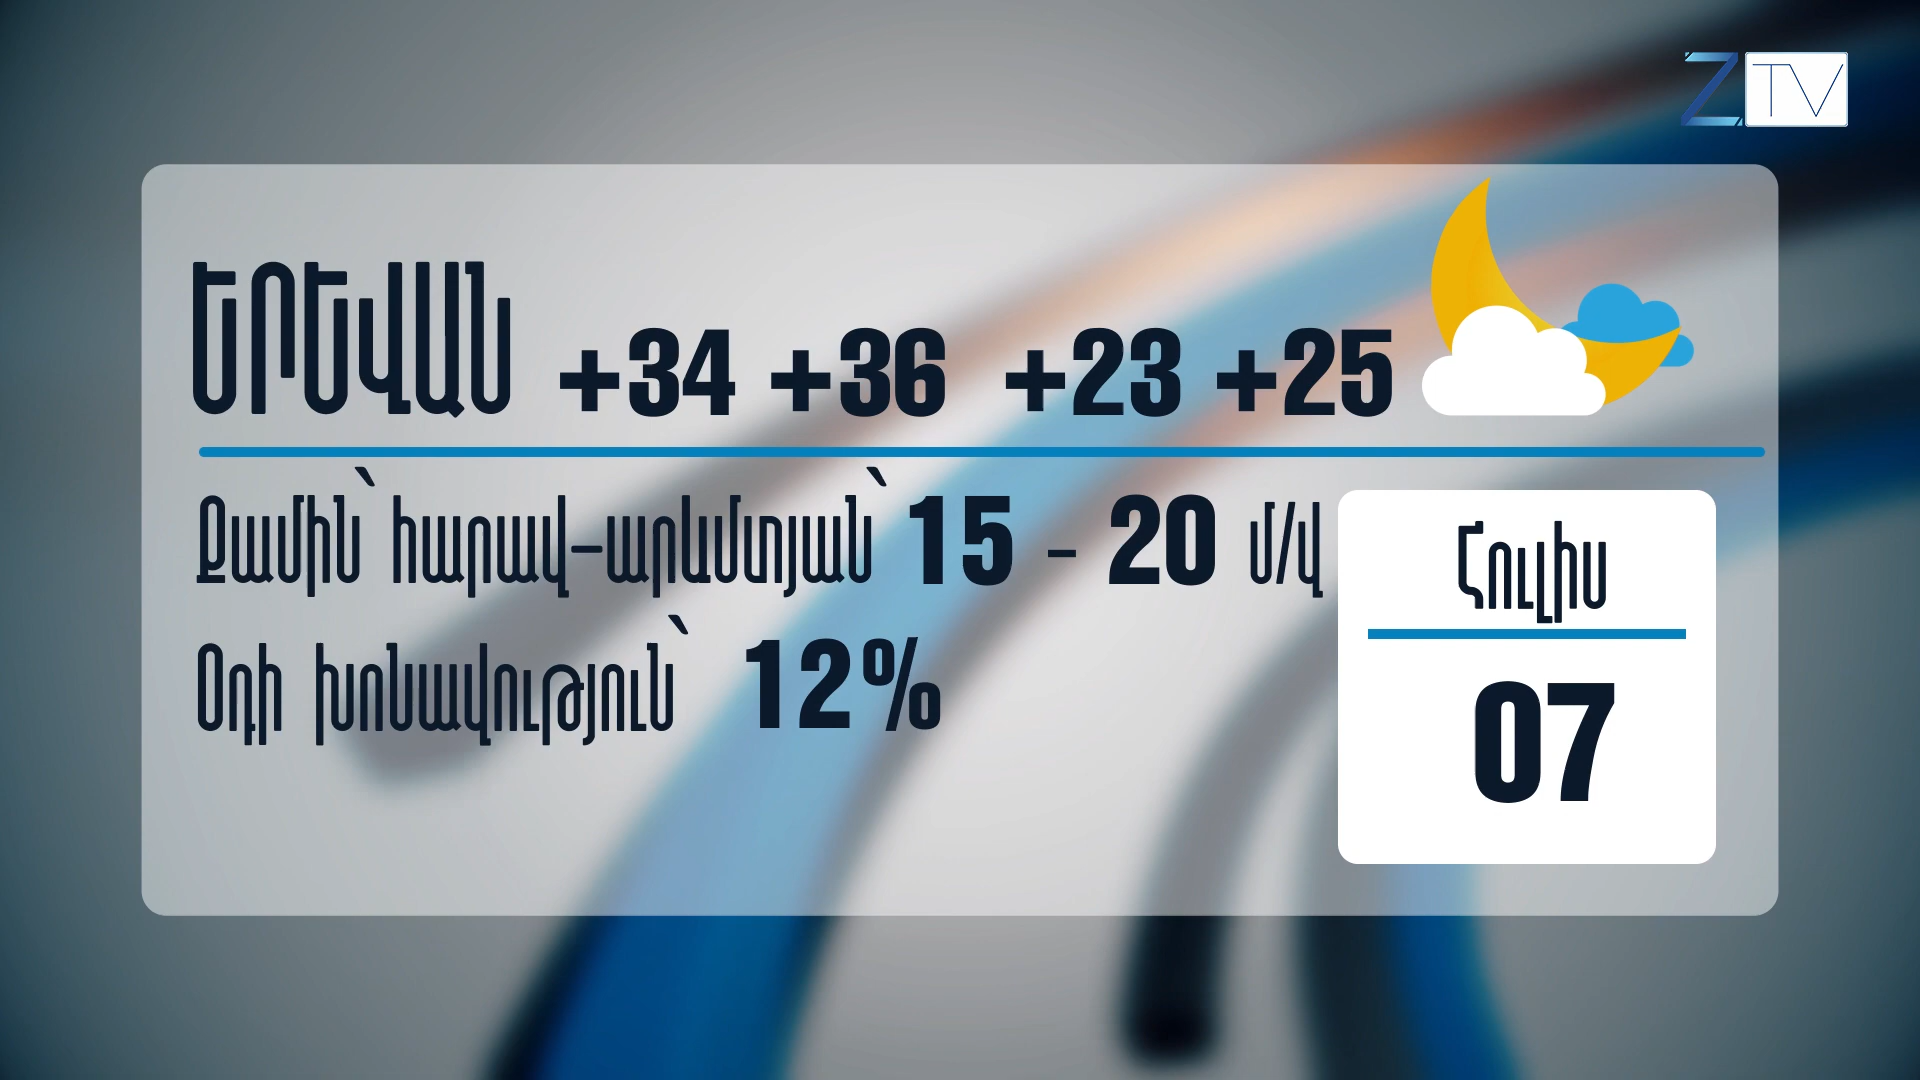 ZTV
ԵՐԵՎԱՆ +34 +36 +23 +25
Քամին՝ հարավ-արևմտյան՝ 15 - 20 մ/վ
Օդի խոնավություն՝ 12%
Հուլիս
07